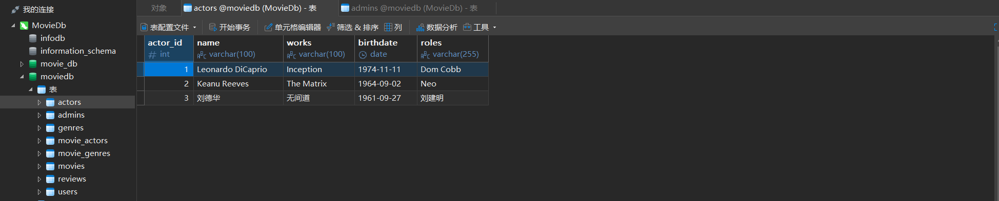 我的连接
MovieDb
infodb
information_schema
movie_db
moviedb
表
actors
admins
genres
movie_actors
movie_genres
movies
reviews
users
对象 actors @moviedb (MovieDb) - 表 admins @moviedb (MovieDb) - 表
表配置文件 开始事务 单元格编辑器 筛选 & 排序 列 数据分析 工具
actor_id name works birthdate roles
# int ABC varchar(100) ABC varchar(100) date ABC varchar(255)
1 Leonardo DiCaprio Inception 1974-11-11 Dom Cobb
2 Keanu Reeves The Matrix 1964-09-02 Neo
3 刘德华 无间道 1961-09-27 刘建明